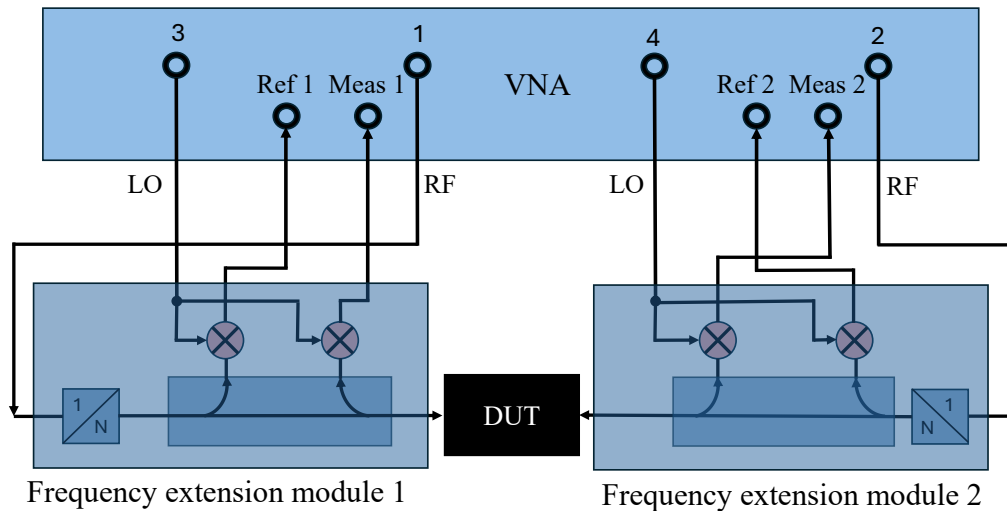 3 1 4 2
Ref 1 Meas 1 VNA Ref 2 Meas 2
LO RF LO RF
1 N DUT 1 N
Frequency extension module 1 Frequency extension module 2